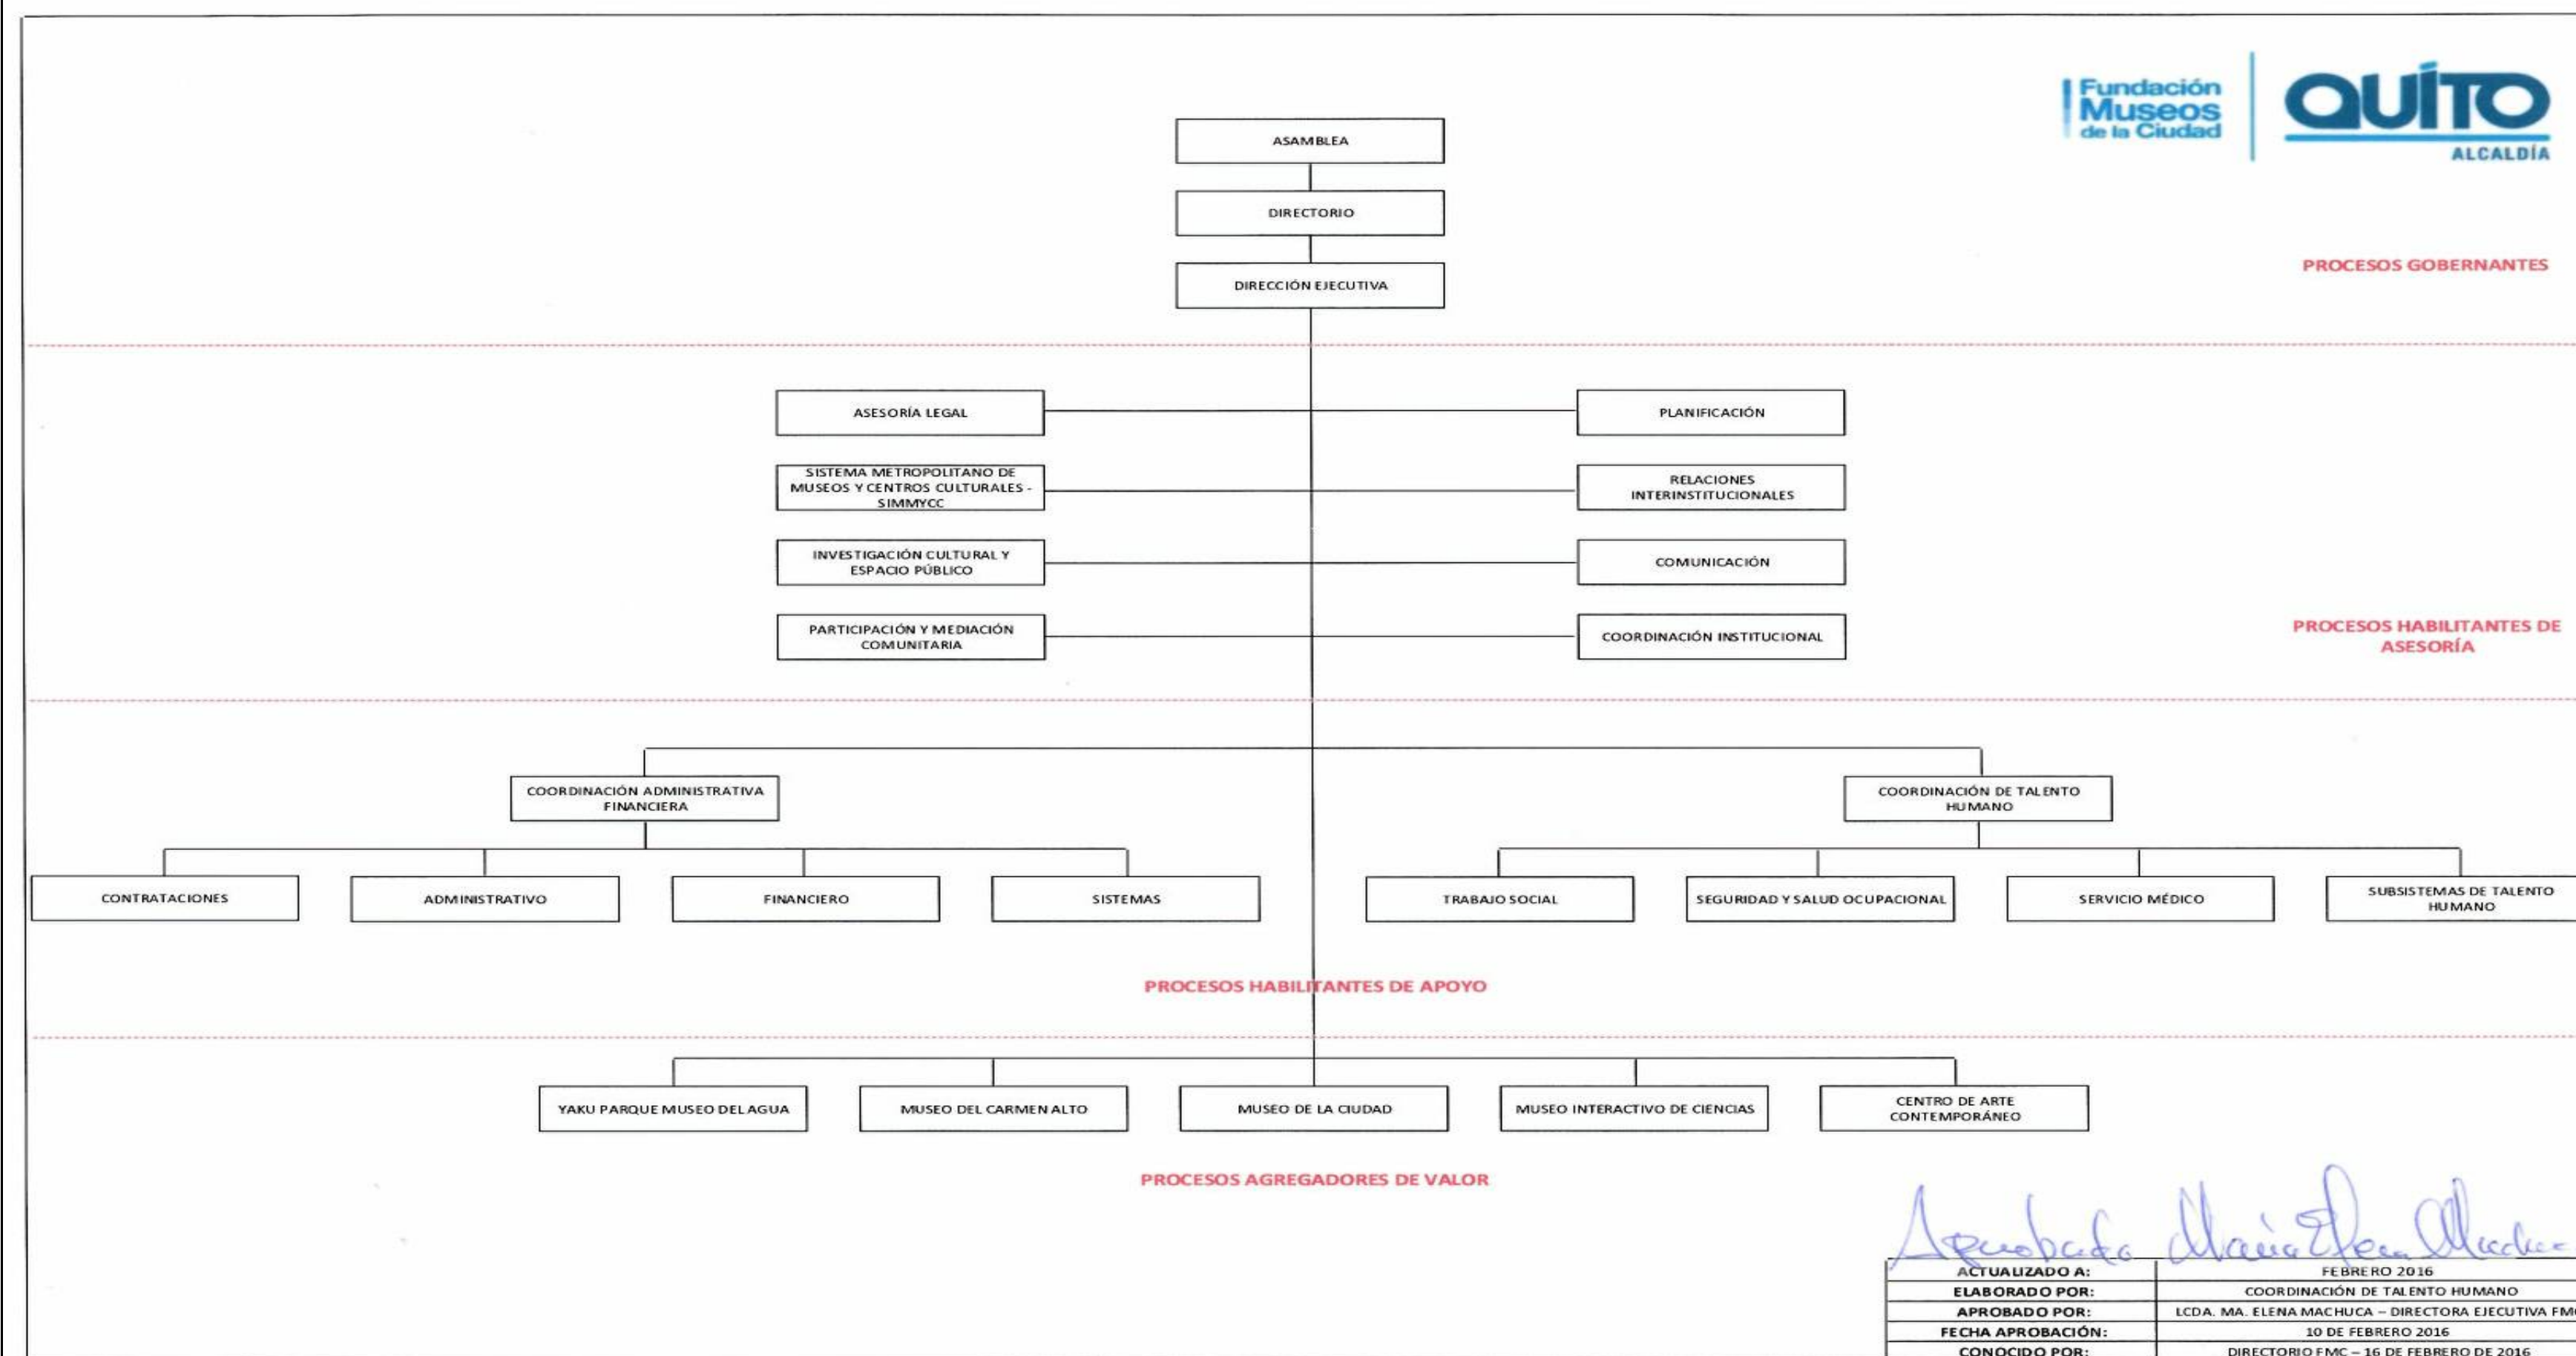 Fundación
Museos
de la Ciudad
QUITO
ALCALDÍA
ASAMBLEA
DIRECTORIO
DIRECCIÓN EJECUTIVA
PROCESOS GOBERNANTES
ASESORÍA LEGAL
PLANIFICACIÓN
SISTEMA METROPOLITANO DE
MUSEOS Y CENTROS CULTURALES -
SIMMYCC
RELACIONES
INTERINSTITUCIONALES
INVESTIGACIÓN CULTURAL Y
ESPACIO PÚBLICO
COMUNICACIÓN
PARTICIPACIÓN Y MEDIACIÓN
COMUNITARIA
COORDINACIÓN INSTITUCIONAL
PROCESOS HABILITANTES DE
ASESORÍA
COORDINACIÓN ADMINISTRATIVA
FINANCIERA
COORDINACIÓN DE TALENTO
HUMANO
CONTRATACIONES
ADMINISTRATIVO
FINANCIERO
SISTEMAS
TRABAJO SOCIAL
SEGURIDAD Y SALUD OCUPACIONAL
SERVICIO MÉDICO
SUBSISTEMAS DE TALENTO
HUMANO
PROCESOS HABILITANTES DE APOYO
YAKU PARQUE MUSEO DEL AGUA
MUSEO DEL CARMEN ALTO
MUSEO DE LA CIUDAD
MUSEO INTERACTIVO DE CIENCIAS
CENTRO DE ARTE
CONTEMPORÁNEO
PROCESOS AGREGADORES DE VALOR
Aprobado María Elena Machuca
ACTUALIZADO A: FEBRERO 2016
ELABORADO POR: COORDINACIÓN DE TALENTO HUMANO
APROBADO POR: LCDA. MA. ELENA MACHUCA – DIRECTORA EJECUTIVA FM
FECHA APROBACIÓN: 10 DE FEBRERO 2016
CONOCIDO POR: DIRECTORIO FMC – 16 DE FEBRERO DE 2016